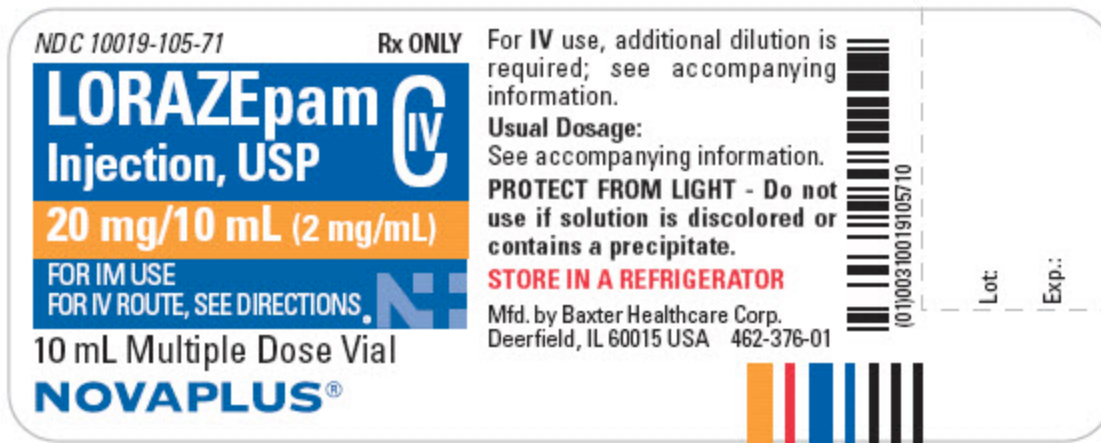 NDC 10019-105-71
Rx ONLY
LORAZEpam
Injection, USP
CIV
20 mg/10 mL (2 mg/mL)
FOR IM USE
FOR IV ROUTE, SEE DIRECTIONS.
N+
10 mL Multiple Dose Vial
NOVAPLUS®
For IV use, additional dilution is
required; see accompanying
information.
Usual Dosage:
See accompanying information.
PROTECT FROM LIGHT - Do not
use if solution is discolored or
contains a precipitate.
STORE IN A REFRIGERATOR
Mfd. by Baxter Healthcare Corp.
Deerfield, IL 60015 USA 462-376-01
(01)00310019105710
Lot:
Exp.: